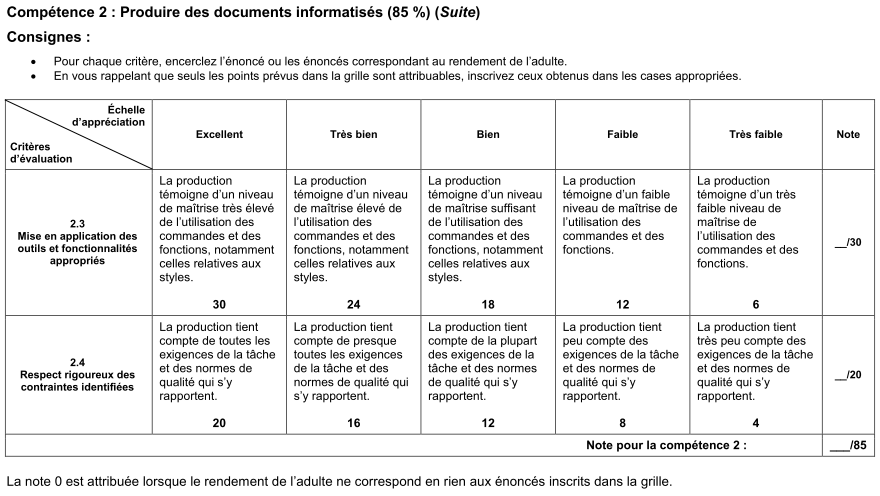 Compétence 2 : Produire des documents informatisés (85 %) (Suite)
Consignes :
• Pour chaque critère, encerclez l’énoncé ou les énoncés correspondant au rendement de l’adulte.
• En vous rappelant que seuls les points prévus dans la grille sont attribuables, inscrivez ceux obtenus dans les cases appropriées.
Échelle
d’appréciation
Critères
d’évaluation
Excellent
Très bien
Bien
Faible
Très faible
Note
2.3
Mise en application des
outils et fonctionnalités
appropriés
La production
témoigne d’un niveau
de maîtrise très élevé
de l’utilisation des
commandes et des
fonctions, notamment
celles relatives aux
styles.
30
La production
témoigne d’un niveau
de maîtrise élevé de
l’utilisation des
commandes et des
fonctions, notamment
celles relatives aux
styles.
24
La production
témoigne d’un niveau
de maîtrise suffisant
de l’utilisation des
commandes et des
fonctions, notamment
celles relatives aux
styles.
18
La production
témoigne d’un faible
niveau de maîtrise de
l’utilisation des
commandes et des
fonctions.
12
La production
témoigne d’un très
faible niveau de
maîtrise de
l’utilisation des
commandes et des
fonctions.
6
__/30
2.4
Respect rigoureux des
contraintes identifiées
La production tient
compte de toutes les
exigences de la tâche
et des normes de
qualité qui s’y
rapportent.
20
La production tient
compte de presque
toutes les exigences
de la tâche et des
normes de qualité qui
s’y rapportent.
16
La production tient
compte de la plupart
des exigences de la
tâche et des normes
de qualité qui s’y
rapportent.
12
La production tient
peu compte des
exigences de la tâche
et des normes de
qualité qui s’y
rapportent.
8
La production tient
très peu compte des
exigences de la tâche
et des normes de
qualité qui s’y
rapportent.
4
__/20
Note pour la compétence 2 :
___/85
La note 0 est attribuée lorsque le rendement de l’adulte ne correspond en rien aux énoncés inscrits dans la grille.